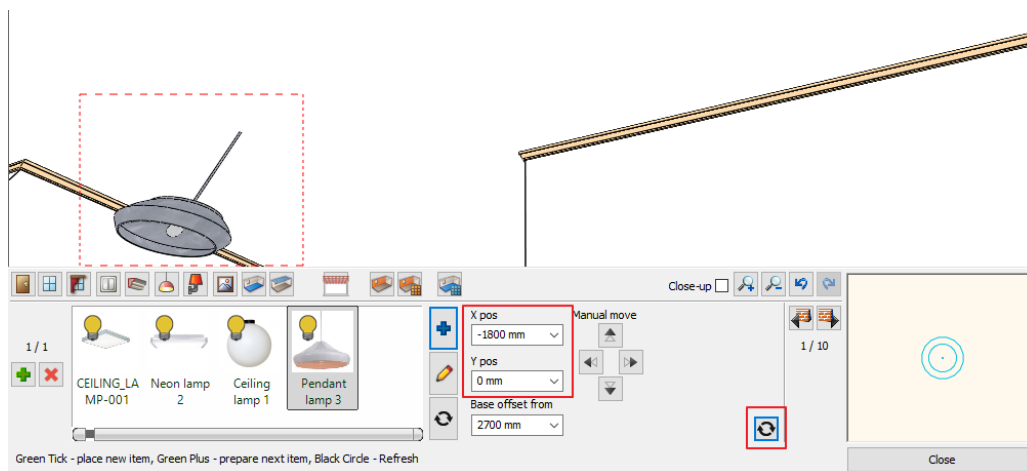 Close-up
X pos
Manual move
-1800 mm
1 / 1
1 / 10
Y pos
0 mm
CEILING_LA
MP-001
Neon lamp
2
Ceiling
lamp 1
Pendant
lamp 3
Base offset from
2700 mm
Green Tick - place new item, Green Plus - prepare next item, Black Circle - Refresh
Close